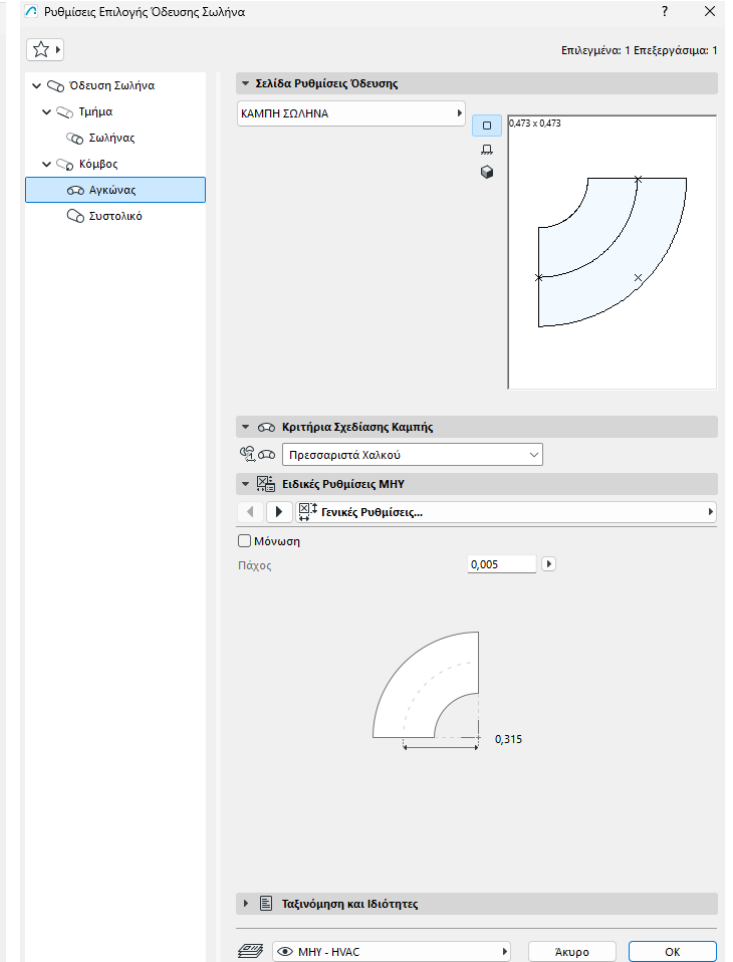 Ρυθμίσεις Επιλογής Όδευσης Σωλήνα
?
Επιλεγμένα: 1 Επεξεργάσιμα: 1
Όδευση Σωλήνα
Τμήμα
Σωλήνας
Κόμβος
Αγκώνας
Συστολικό
Σελίδα Ρυθμίσεις Όδευσης
ΚΑΜΠΗ ΣΩΛΗΝΑ
0,473 x 0,473
Κριτήρια Σχεδίασης Καμπής
Πρεσσαριστά Χαλκού
Ειδικές Ρυθμίσεις ΜΗΥ
Γενικές Ρυθμίσεις...
Μόνωση
Πάχος
0,005
0,315
Ταξινόμηση και Ιδιότητες
ΜΗΥ - HVAC
Άκυρο
OK